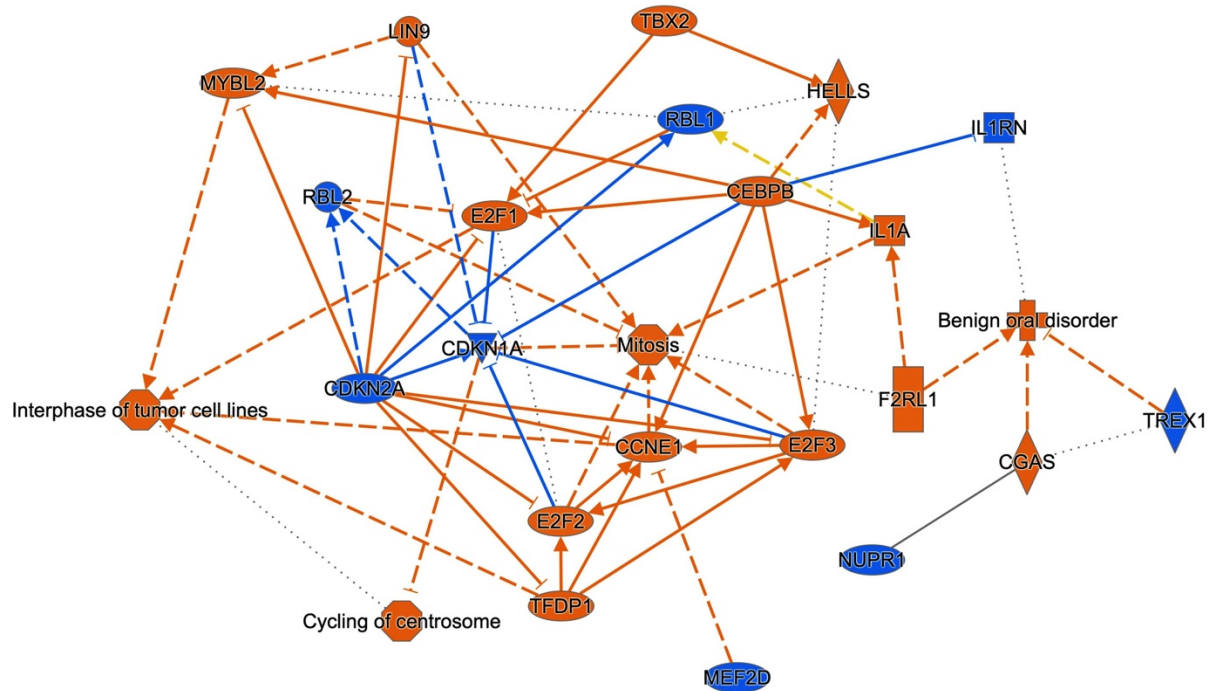 TBX2
LIN9
MYBL2
HELLS
RBL1
IL1RN
CEBPB
RBL2
E2F1
IL1A
Benign oral disorder
Mitosis
CDKN1A
CDKN2A
F2RL1
Interphase of tumor cell lines
TREX1
CCNE1
E2F3
CGAS
E2F2
NUPR1
TFDP1
Cycling of centrosome
MEF2D